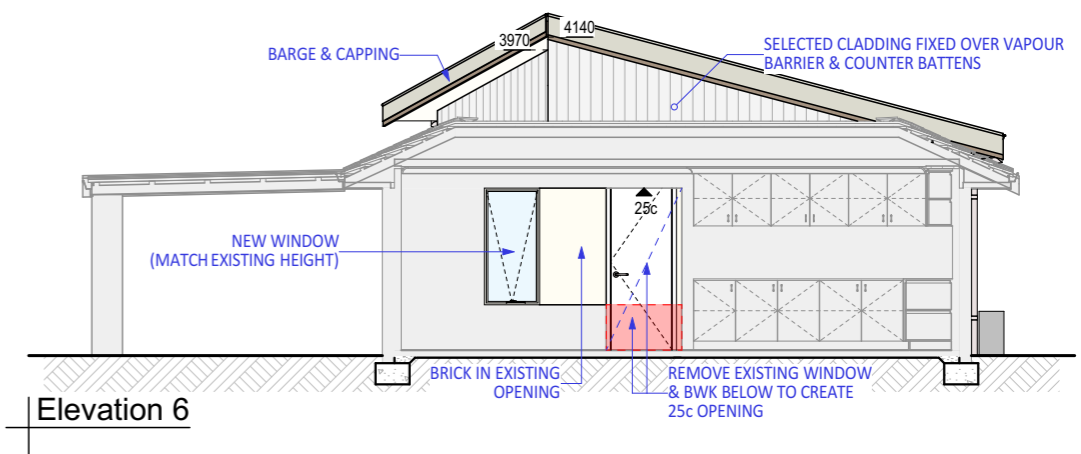 3970
4140
BARGE & CAPPING
SELECTED CLADDING FIXED OVER VAPOUR
BARRIER & COUNTER BATTENS
25c
NEW WINDOW
(MATCH EXISTING HEIGHT)
BRICK IN EXISTING
OPENING
REMOVE EXISTING WINDOW
& BWK BELOW TO CREATE
25c OPENING
Elevation 6